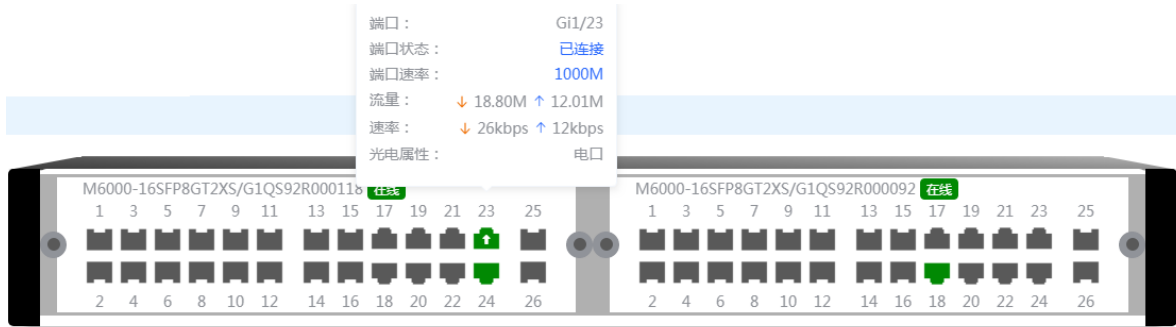 端口： Gi1/23
端口状态： 已连接
端口速率： 1000M
流量： ↓ 18.80M ↑ 12.01M
速率： ↓ 26kbps ↑ 12kbps
光电属性： 电口
M6000-16SFP8GT2XS/G1QS92R000118 在线
1 3 5 7 9 11 13 15 17 19 21 23 25
2 4 6 8 10 12 14 16 18 20 22 24 26
M6000-16SFP8GT2XS/G1QS92R000092 在线
1 3 5 7 9 11 13 15 17 19 21 23 25
2 4 6 8 10 12 14 16 18 20 22 24 26